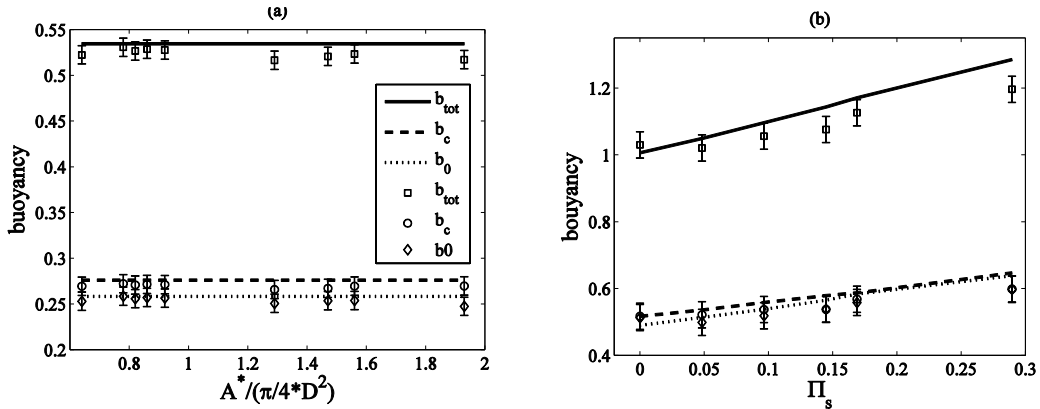 (a)
0.55
0.5
0.45
0.4
0.35
0.3
0.25
0.2
buoyancy
0.8 1 1.2 1.4 1.6 1.8 2
A*/(π/4*D²)
b_tot
b_c
b_0
b_tot
b_c
b0
(b)
1.2
1
0.8
0.6
0.4
bouyancy
0 0.05 0.1 0.15 0.2 0.25 0.3
Π_s